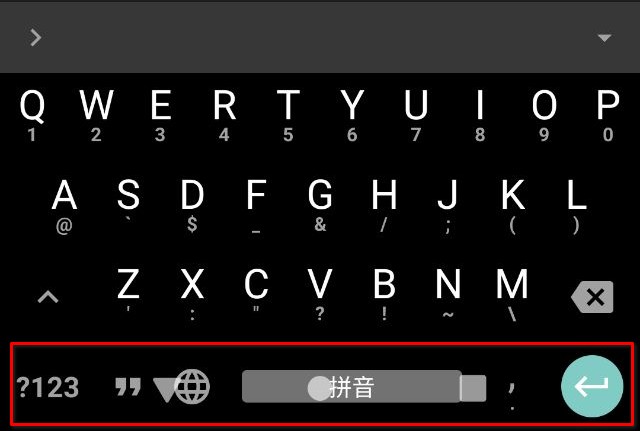 Q W E R T Y U I O P
1 2 3 4 5 6 7 8 9 0
A S D F G H J K L
@ ` $ _ & / ; ( )
Z X C V B N M
' : " ? ! ~ \
?123 ” 拼音 ,
.